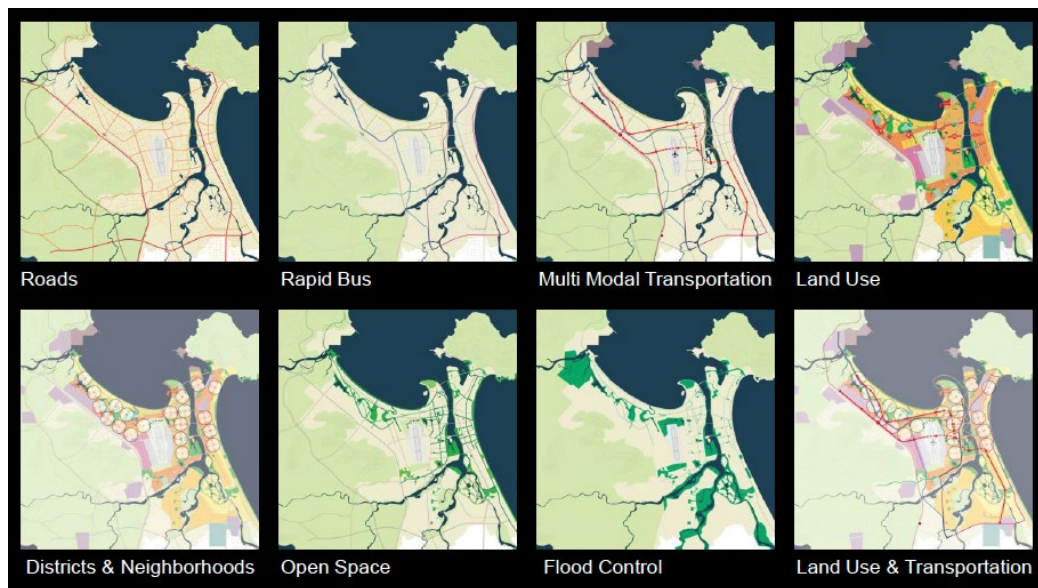 Roads
Rapid Bus
Multi Modal Transportation
Land Use
Districts & Neighborhoods
Open Space
Flood Control
Land Use & Transportation